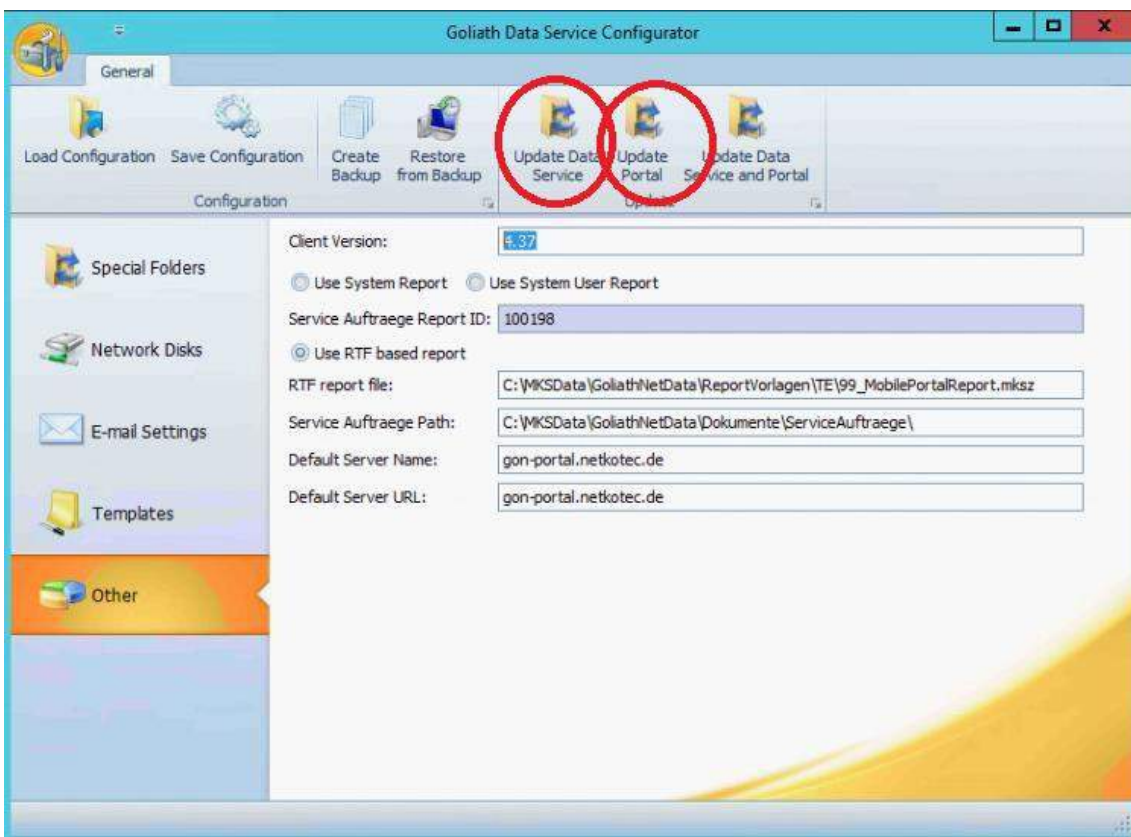 Goliath Data Service Configurator
General
Load Configuration
Save Configuration
Create
Backup
Restore
from Backup
Update Data
Service
Update
Portal
Update Data
Service and Portal
Configuration
Update
Special Folders
Network Disks
E-mail Settings
Templates
Other
Client Version: 4.37
Use System Report Use System User Report
Service Auftraege Report ID: 100198
Use RTF based report
RTF report file: C:\MKSData\GoliathNetData\ReportVorlagen\TE\99_MobilePortalReport.mksz
Service Auftraege Path: C:\MKSData\GoliathNetData\Dokumente\ServiceAuftraege\
Default Server Name: gon-portal.netkotec.de
Default Server URL: gon-portal.netkotec.de